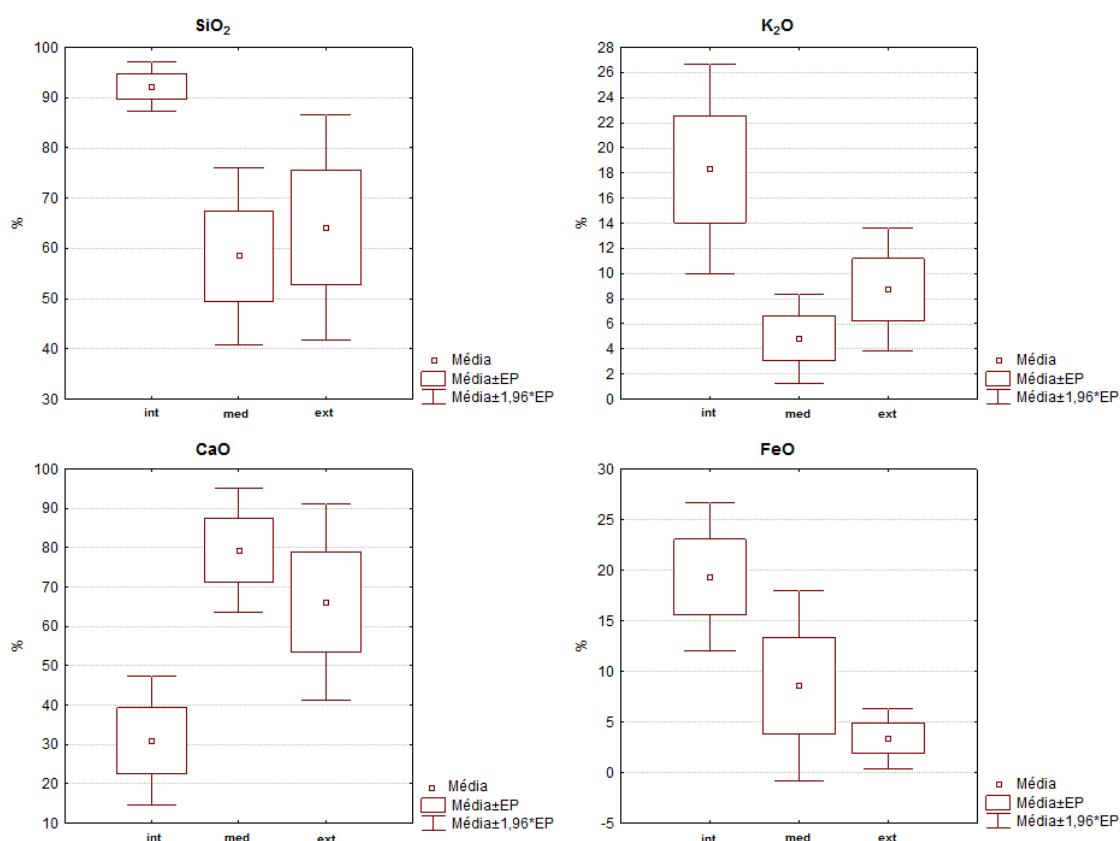 SiO₂
100
90
80
70
60
50
40
30
%
int med ext
Média
Média±EP
Média±1,96*EP
K₂O
28
26
24
22
20
18
16
14
12
10
8
6
4
2
0
%
int med ext
Média
Média±EP
Média±1,96*EP
CaO
100
90
80
70
60
50
40
30
20
10
%
int med ext
Média
Média±EP
Média±1,96*EP
FeO
30
25
20
15
10
5
0
-5
%
int med ext
Média
Média±EP
Média±1,96*EP